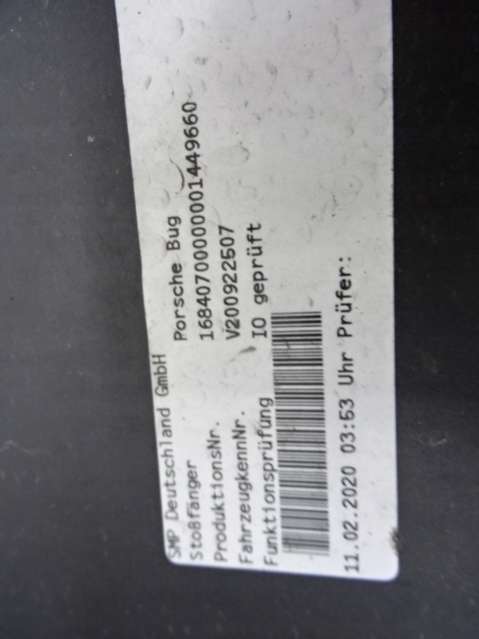 SMP Deutschland GmbH
Stoßfänger Porsche Bug
ProduktionsNr. 1684070000000001449660
FahrzeugkennNr. V200922507
Funktionsprüfung IO geprüft
11.02.2020 03:53 Uhr Prüfer: